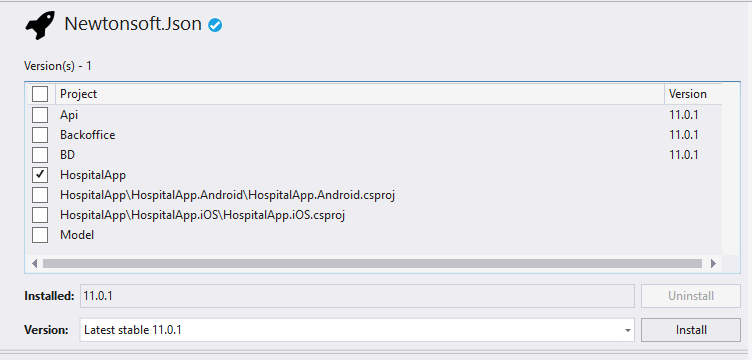 Newtonsoft.Json
Version(s) - 1
Project Version
Api 11.0.1
Backoffice 11.0.1
BD 11.0.1
HospitalApp
HospitalApp\HospitalApp.Android\HospitalApp.Android.csproj
HospitalApp\HospitalApp.iOS\HospitalApp.iOS.csproj
Model
Installed: 11.0.1 Uninstall
Version: Latest stable 11.0.1 Install